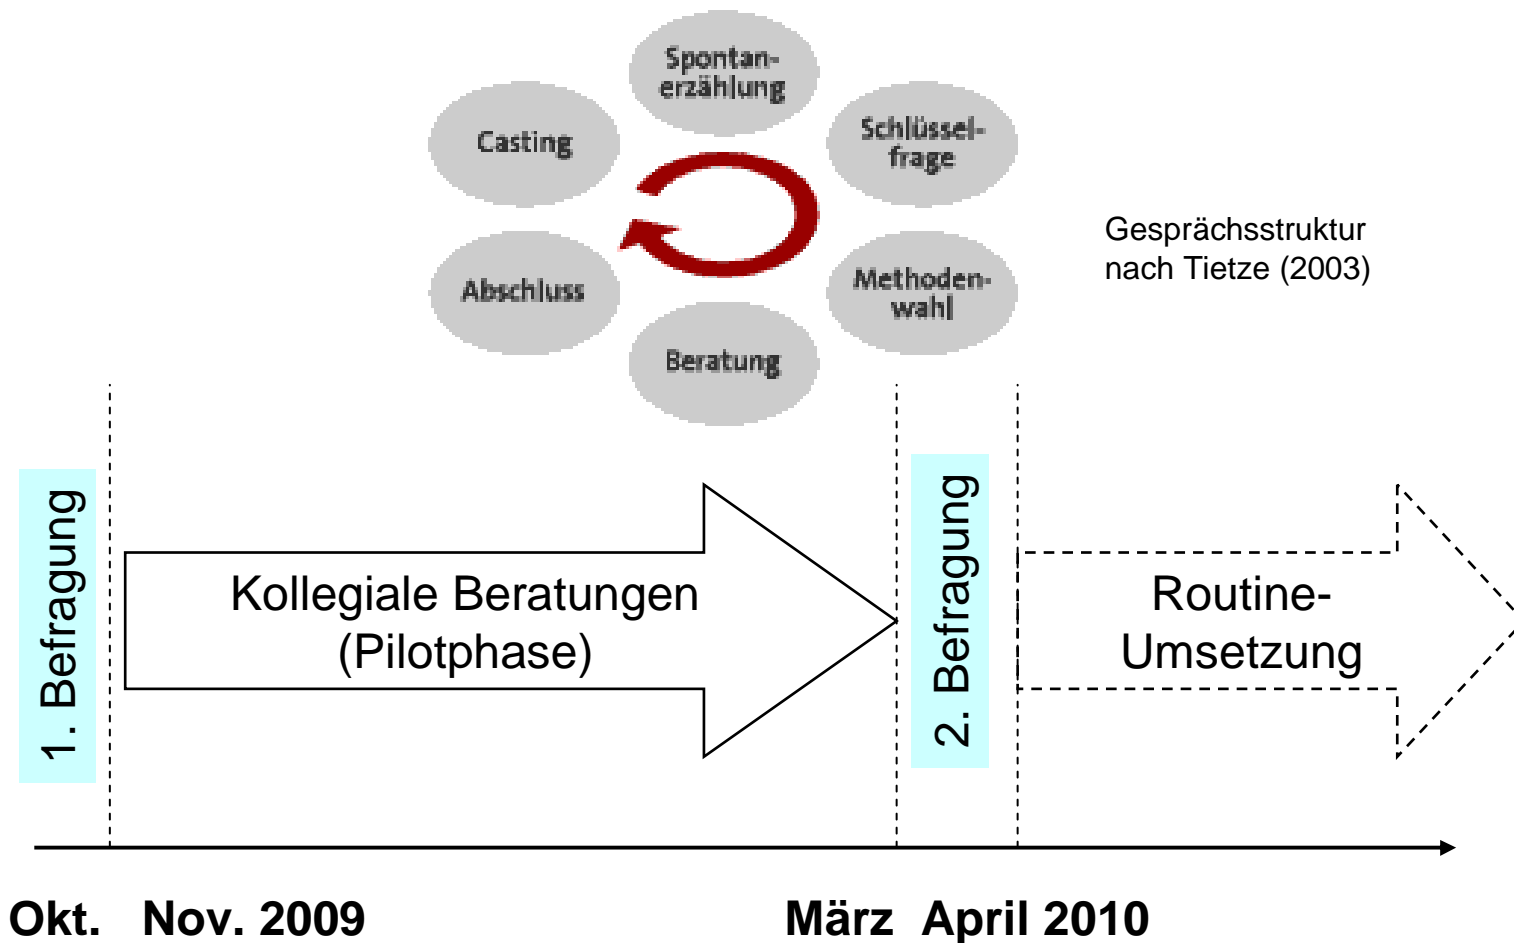 Spontan-
erzählung
Casting
Schlüssel-
frage
Gesprächsstruktur
nach Tietze (2003)
Abschluss
Methoden-
wahl
Beratung
1. Befragung
Kollegiale Beratungen
(Pilotphase)
2. Befragung
Routine-
Umsetzung
Okt. Nov. 2009 März April 2010